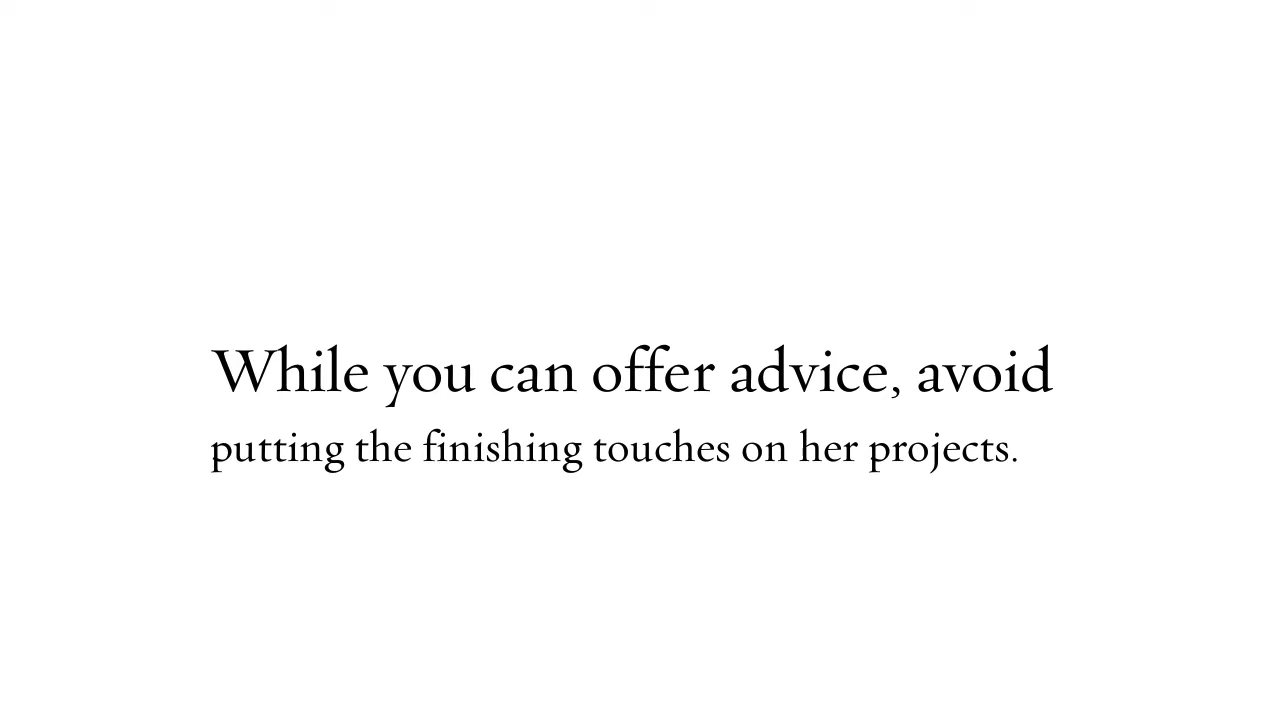 While you can offer advice, avoid
putting the finishing touches on her projects.